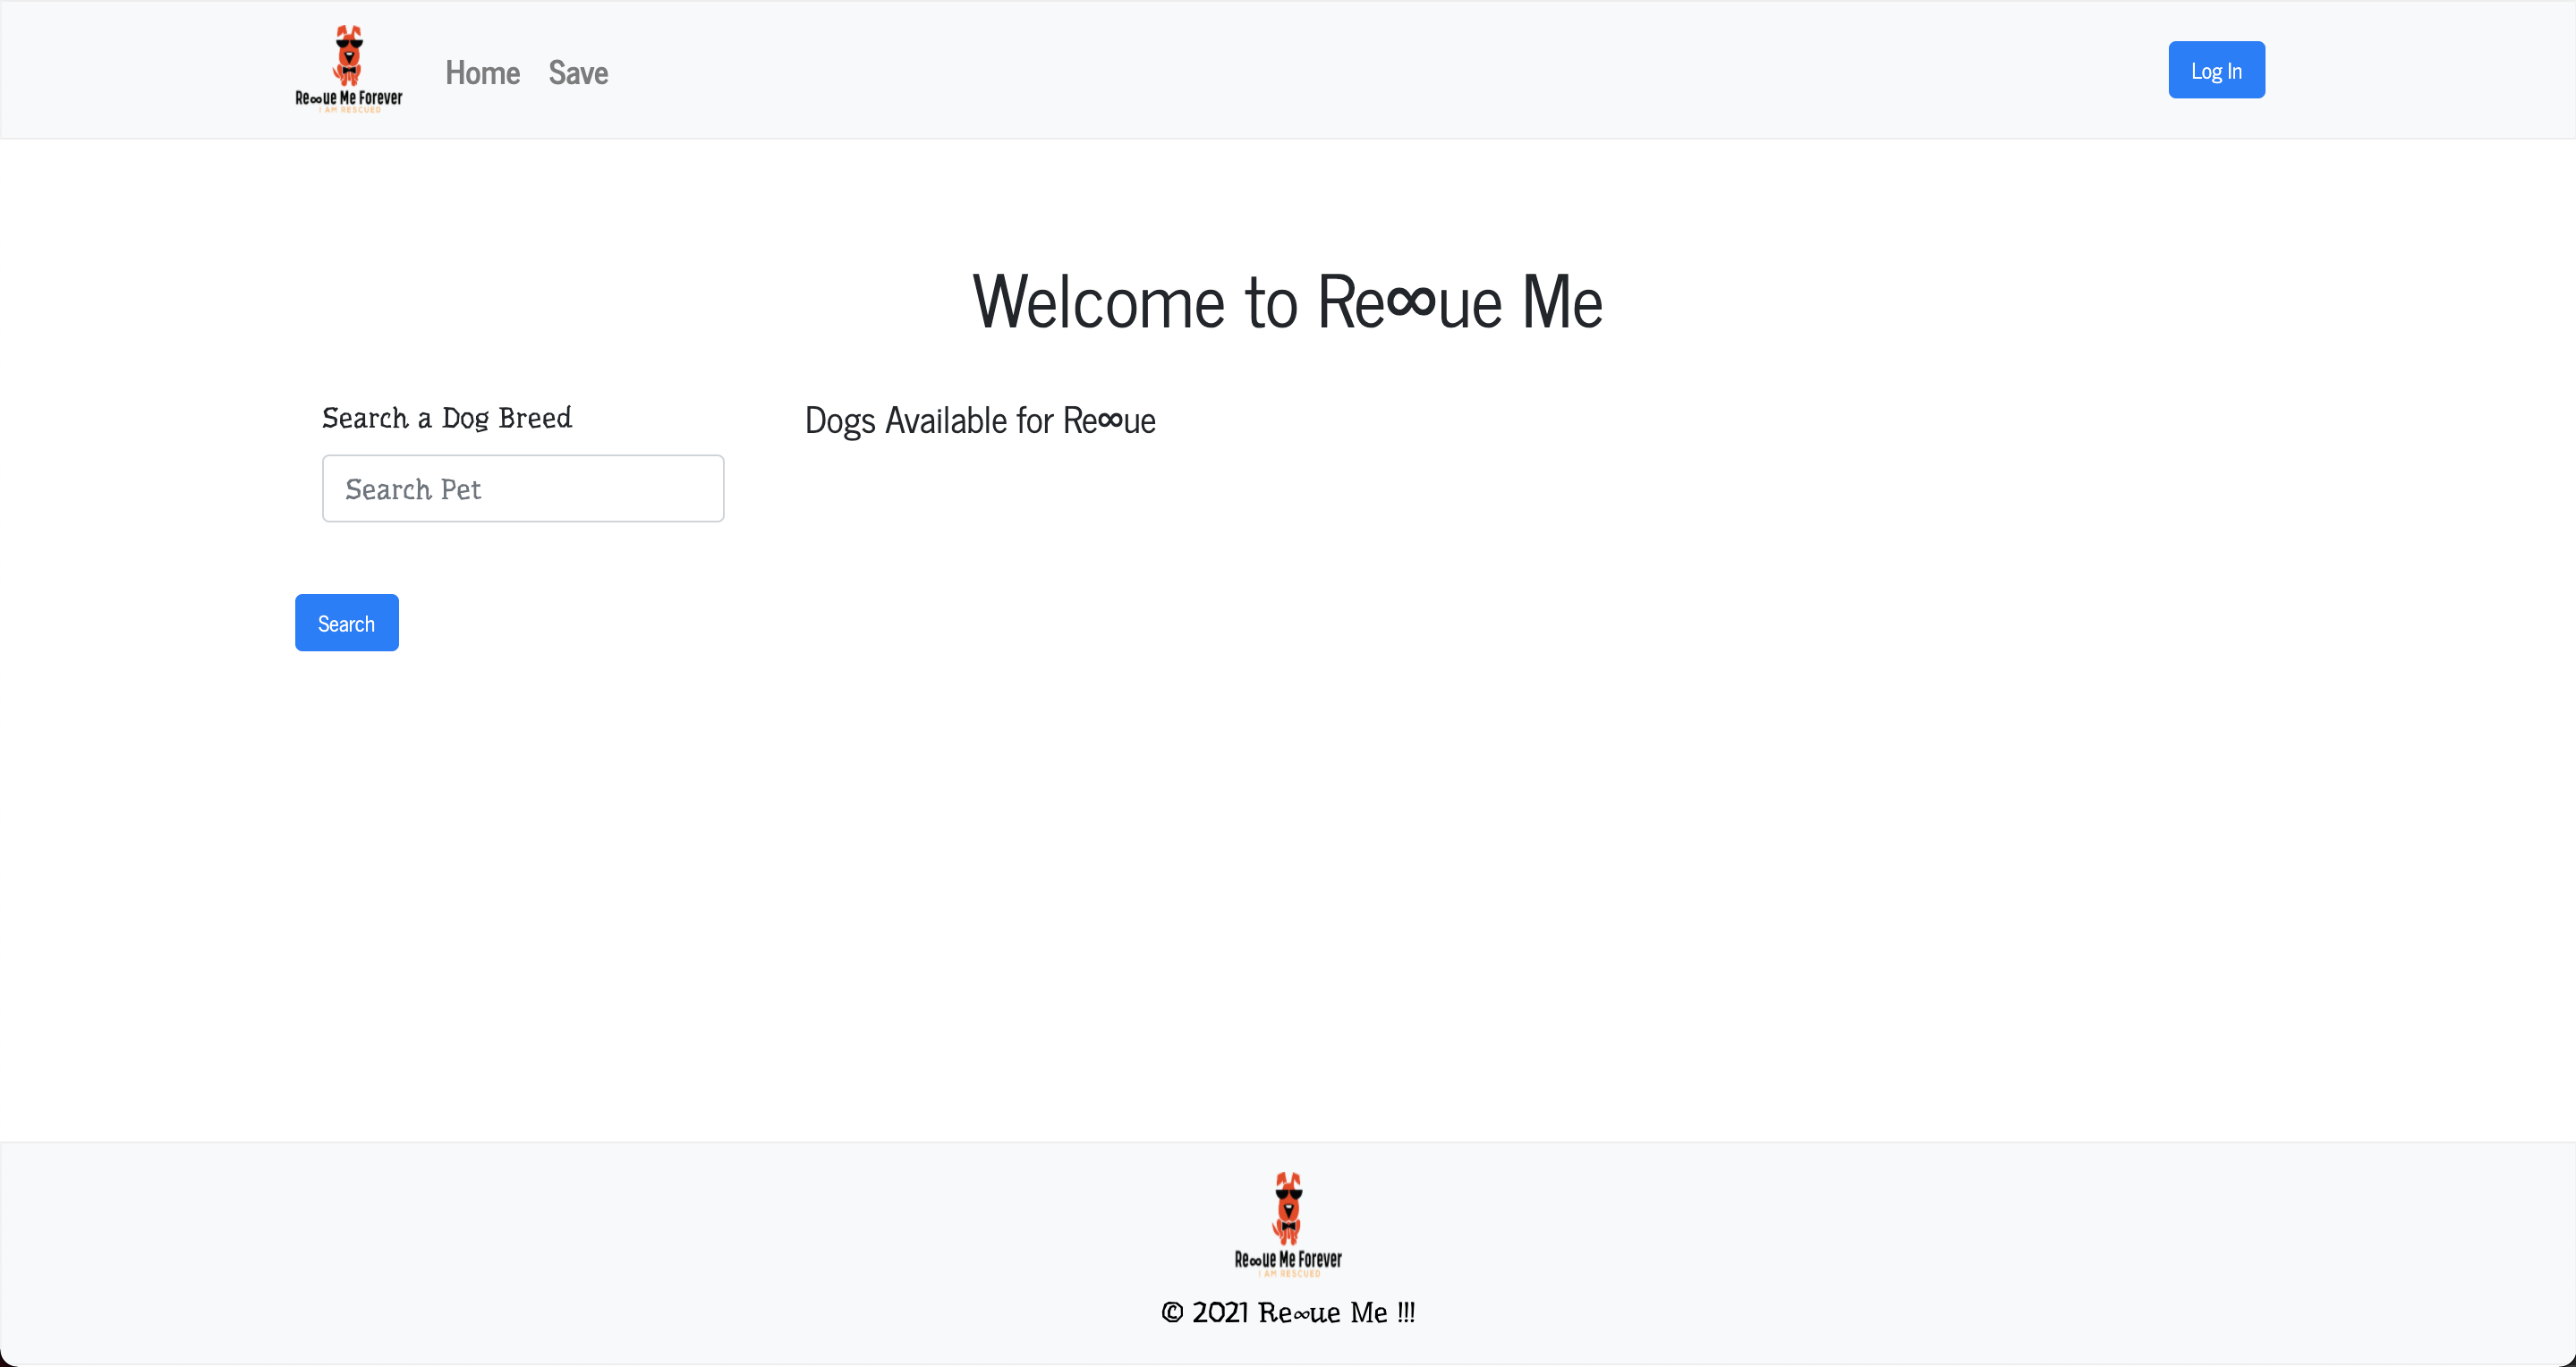 Re∞ue Me Forever
I AM RESCUED
Home Save
Log In
Welcome to Re∞ue Me
Search a Dog Breed
Search Pet
Search
Dogs Available for Re∞ue
Re∞ue Me Forever
I AM RESCUED
© 2021 Re∞ue Me !!!